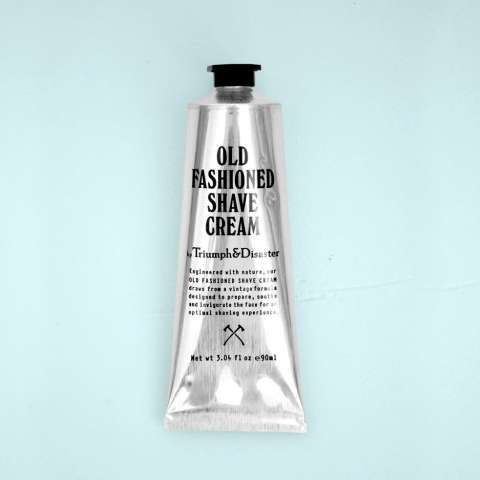 OLD
FASHIONED
SHAVE
CREAM
by Triumph&Disaster
Engineered with nature, our
OLD FASHIONED SHAVE CREAM
draws from a vintage formula
designed to prepare, soothe
and invigorate the face for an
optimal shaving experience.
Net wt 3.04 fl oz ℮90ml